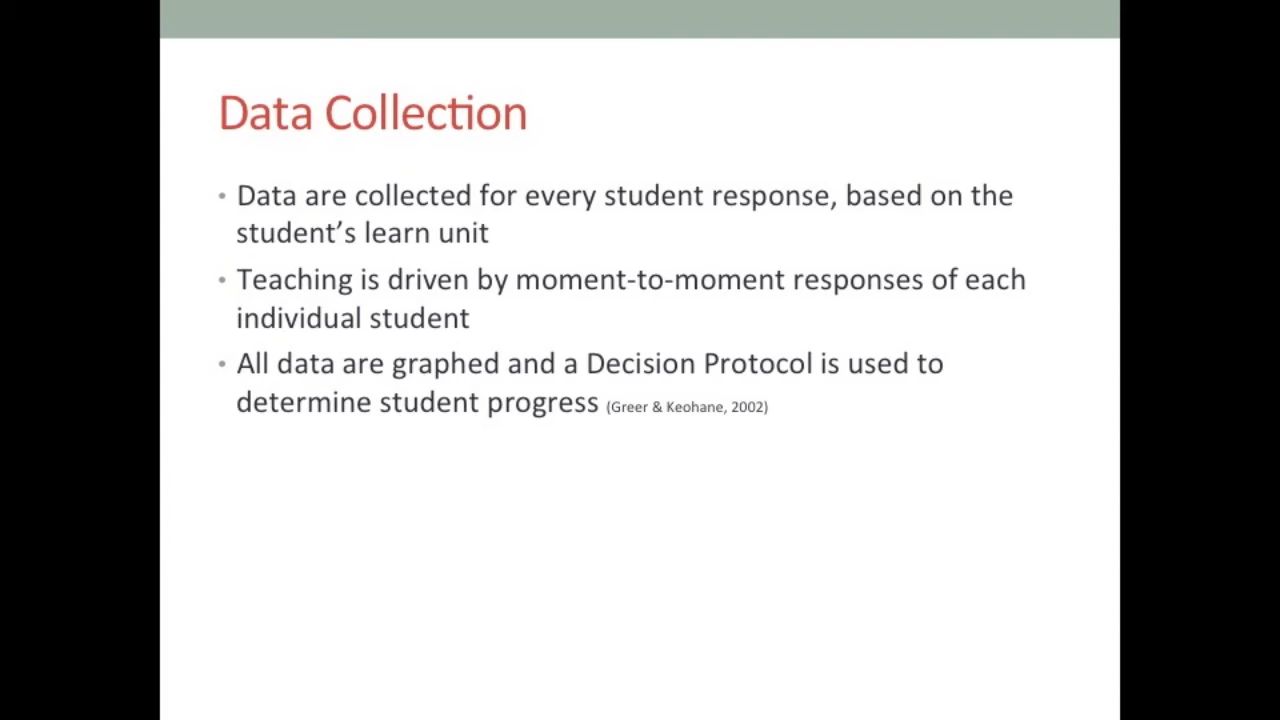 Data Collection
• Data are collected for every student response, based on the
student’s learn unit
• Teaching is driven by moment-to-moment responses of each
individual student
• All data are graphed and a Decision Protocol is used to
determine student progress (Greer & Keohane, 2002)